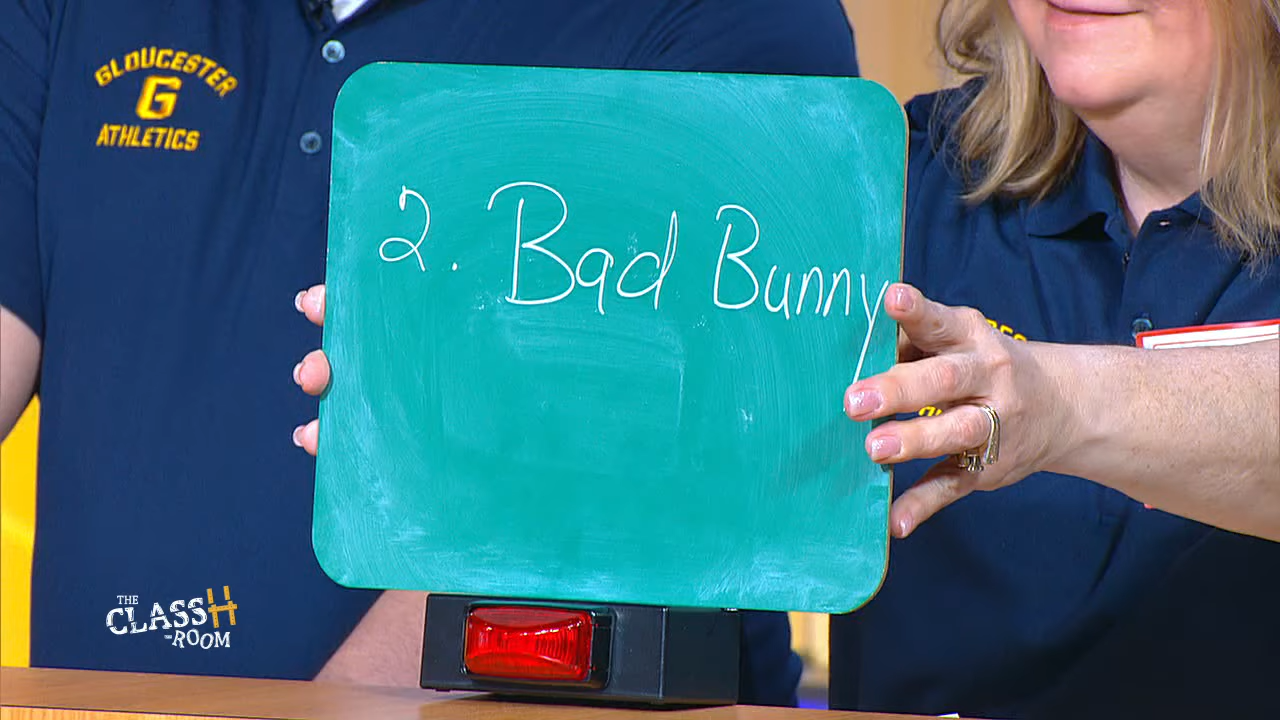 GLOUCESTER
G
ATHLETICS
2. Bad Bunny
THE
CLASSH
-ROOM